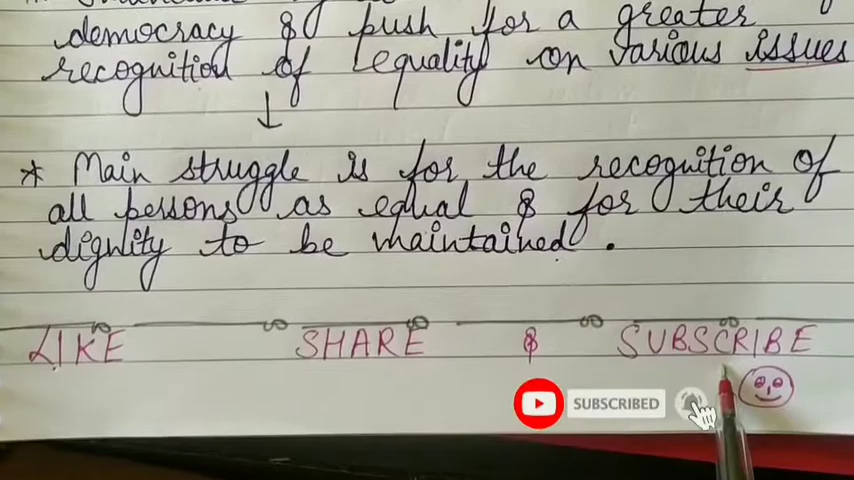 democracy & push for a greater
recognition of equality on various issues
* Main struggle is for the recognition of
all persons as equal & for their
dignity to be maintained.
LIKE SHARE & SUBSCRIBE
SUBSCRIBED